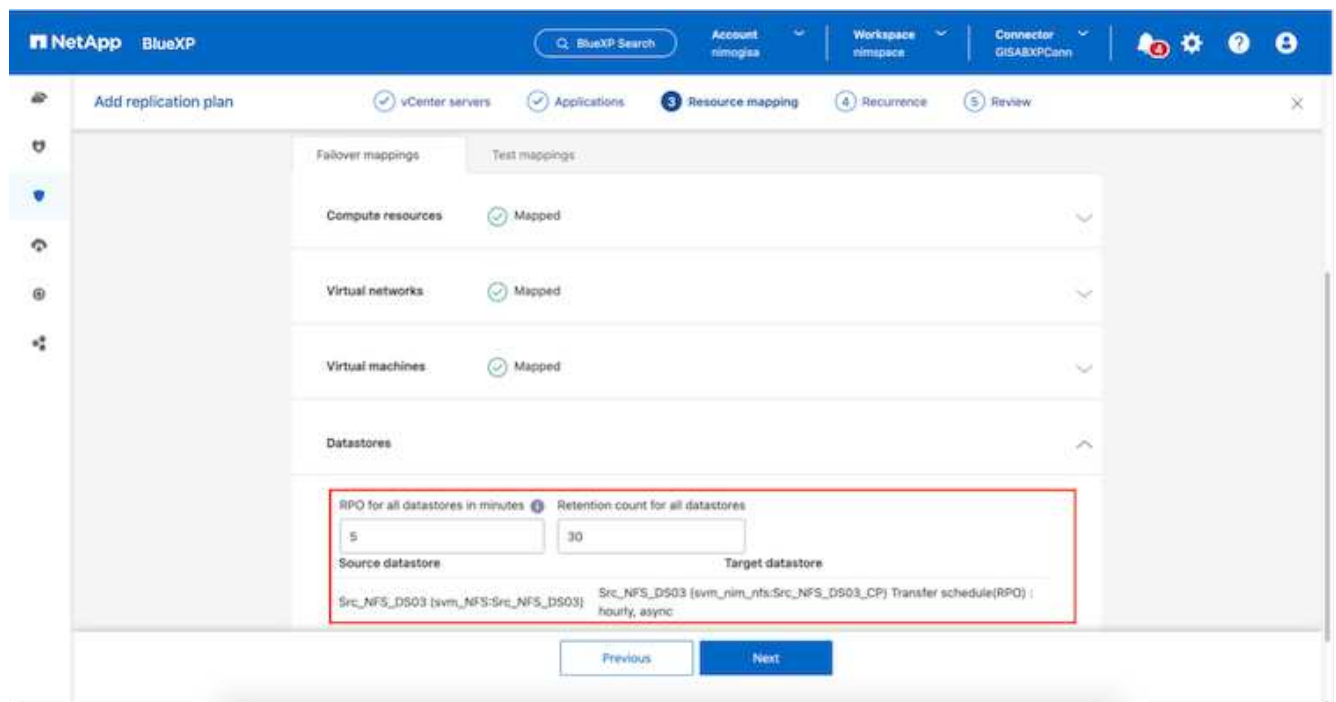 NetApp BlueXP
BlueXP Search
Account
nimogisa
Workspace
nimspace
Connector
GISABXPConn
4
Add replication plan
vCenter servers
Applications
3 Resource mapping
4 Recurrence
5 Review
Failover mappings
Test mappings
Compute resources
Mapped
Virtual networks
Mapped
Virtual machines
Mapped
Datastores
RPO for all datastores in minutes
Retention count for all datastores
5
30
Source datastore
Target datastore
Src_NFS_DS03 (svm_NFS:Src_NFS_DS03)
Src_NFS_DS03 (svm_nim_nfs:Src_NFS_DS03_CP) Transfer schedule(RPO) :
hourly, async
Previous
Next